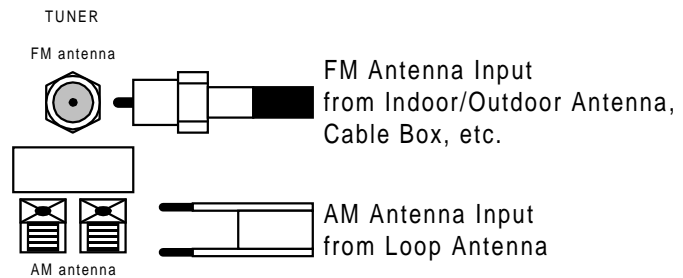 TUNER
FM antenna
FM Antenna Input
from Indoor/Outdoor Antenna,
Cable Box, etc.
AM Antenna Input
from Loop Antenna
AM antenna